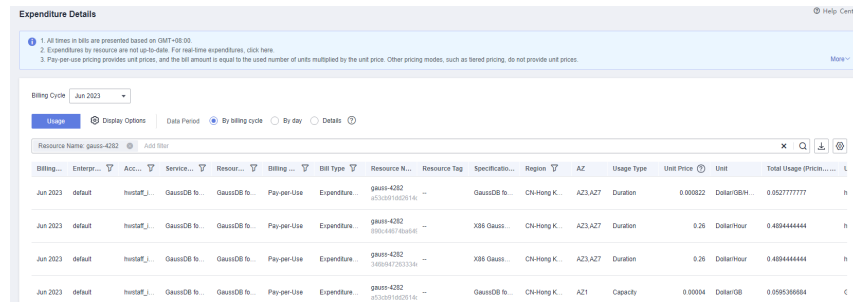 Expenditure Details
Help Cent
1. All times in bills are presented based on GMT+08:00.
2. Expenditures by resource are not up-to-date. For real-time expenditures, click here.
3. Pay-per-use pricing provides unit prices, and the bill amount is equal to the used number of units multiplied by the unit price. Other pricing modes, such as tiered pricing, do not provide unit prices.
More
Billing Cycle Jun 2023
Usage Display Options Data Period By billing cycle By day Details
Resource Name: gauss-4282 Add filter
Billing... Enterpr... Acc... Service... Resour... Billing ... Bill Type Resource N... Resource Tag Specificatio... Region AZ Usage Type Unit Price Unit Total Usage (Pricin... ...
Jun 2023 default hwstaff_i... GaussDB fo... GaussDB fo... Pay-per-Use Expenditure... gauss-4282 -- GaussDB fo... CN-Hong K... AZ3,AZ7 Duration 0.000822 Dollar/GB/H... 0.0527777777 h
a53cb91dd2614c
Jun 2023 default hwstaff_i... GaussDB fo... GaussDB fo... Pay-per-Use Expenditure... gauss-4282 -- X86 Gauss... CN-Hong K... AZ3,AZ7 Duration 0.26 Dollar/Hour 0.4894444444 h
Jun 2023 default hwstaff_i... GaussDB fo... GaussDB fo... Pay-per-Use Expenditure... gauss-4282 -- X86 Gauss... CN-Hong K... AZ3,AZ7 Duration 0.26 Dollar/Hour 0.4894444444 h
Jun 2023 default hwstaff_i... GaussDB fo... GaussDB fo... Pay-per-Use Expenditure... gauss-4282 -- GaussDB fo... CN-Hong K... AZ1 Capacity 0.00004 Dollar/GB 0.0595366684
a53cb91dd2614c